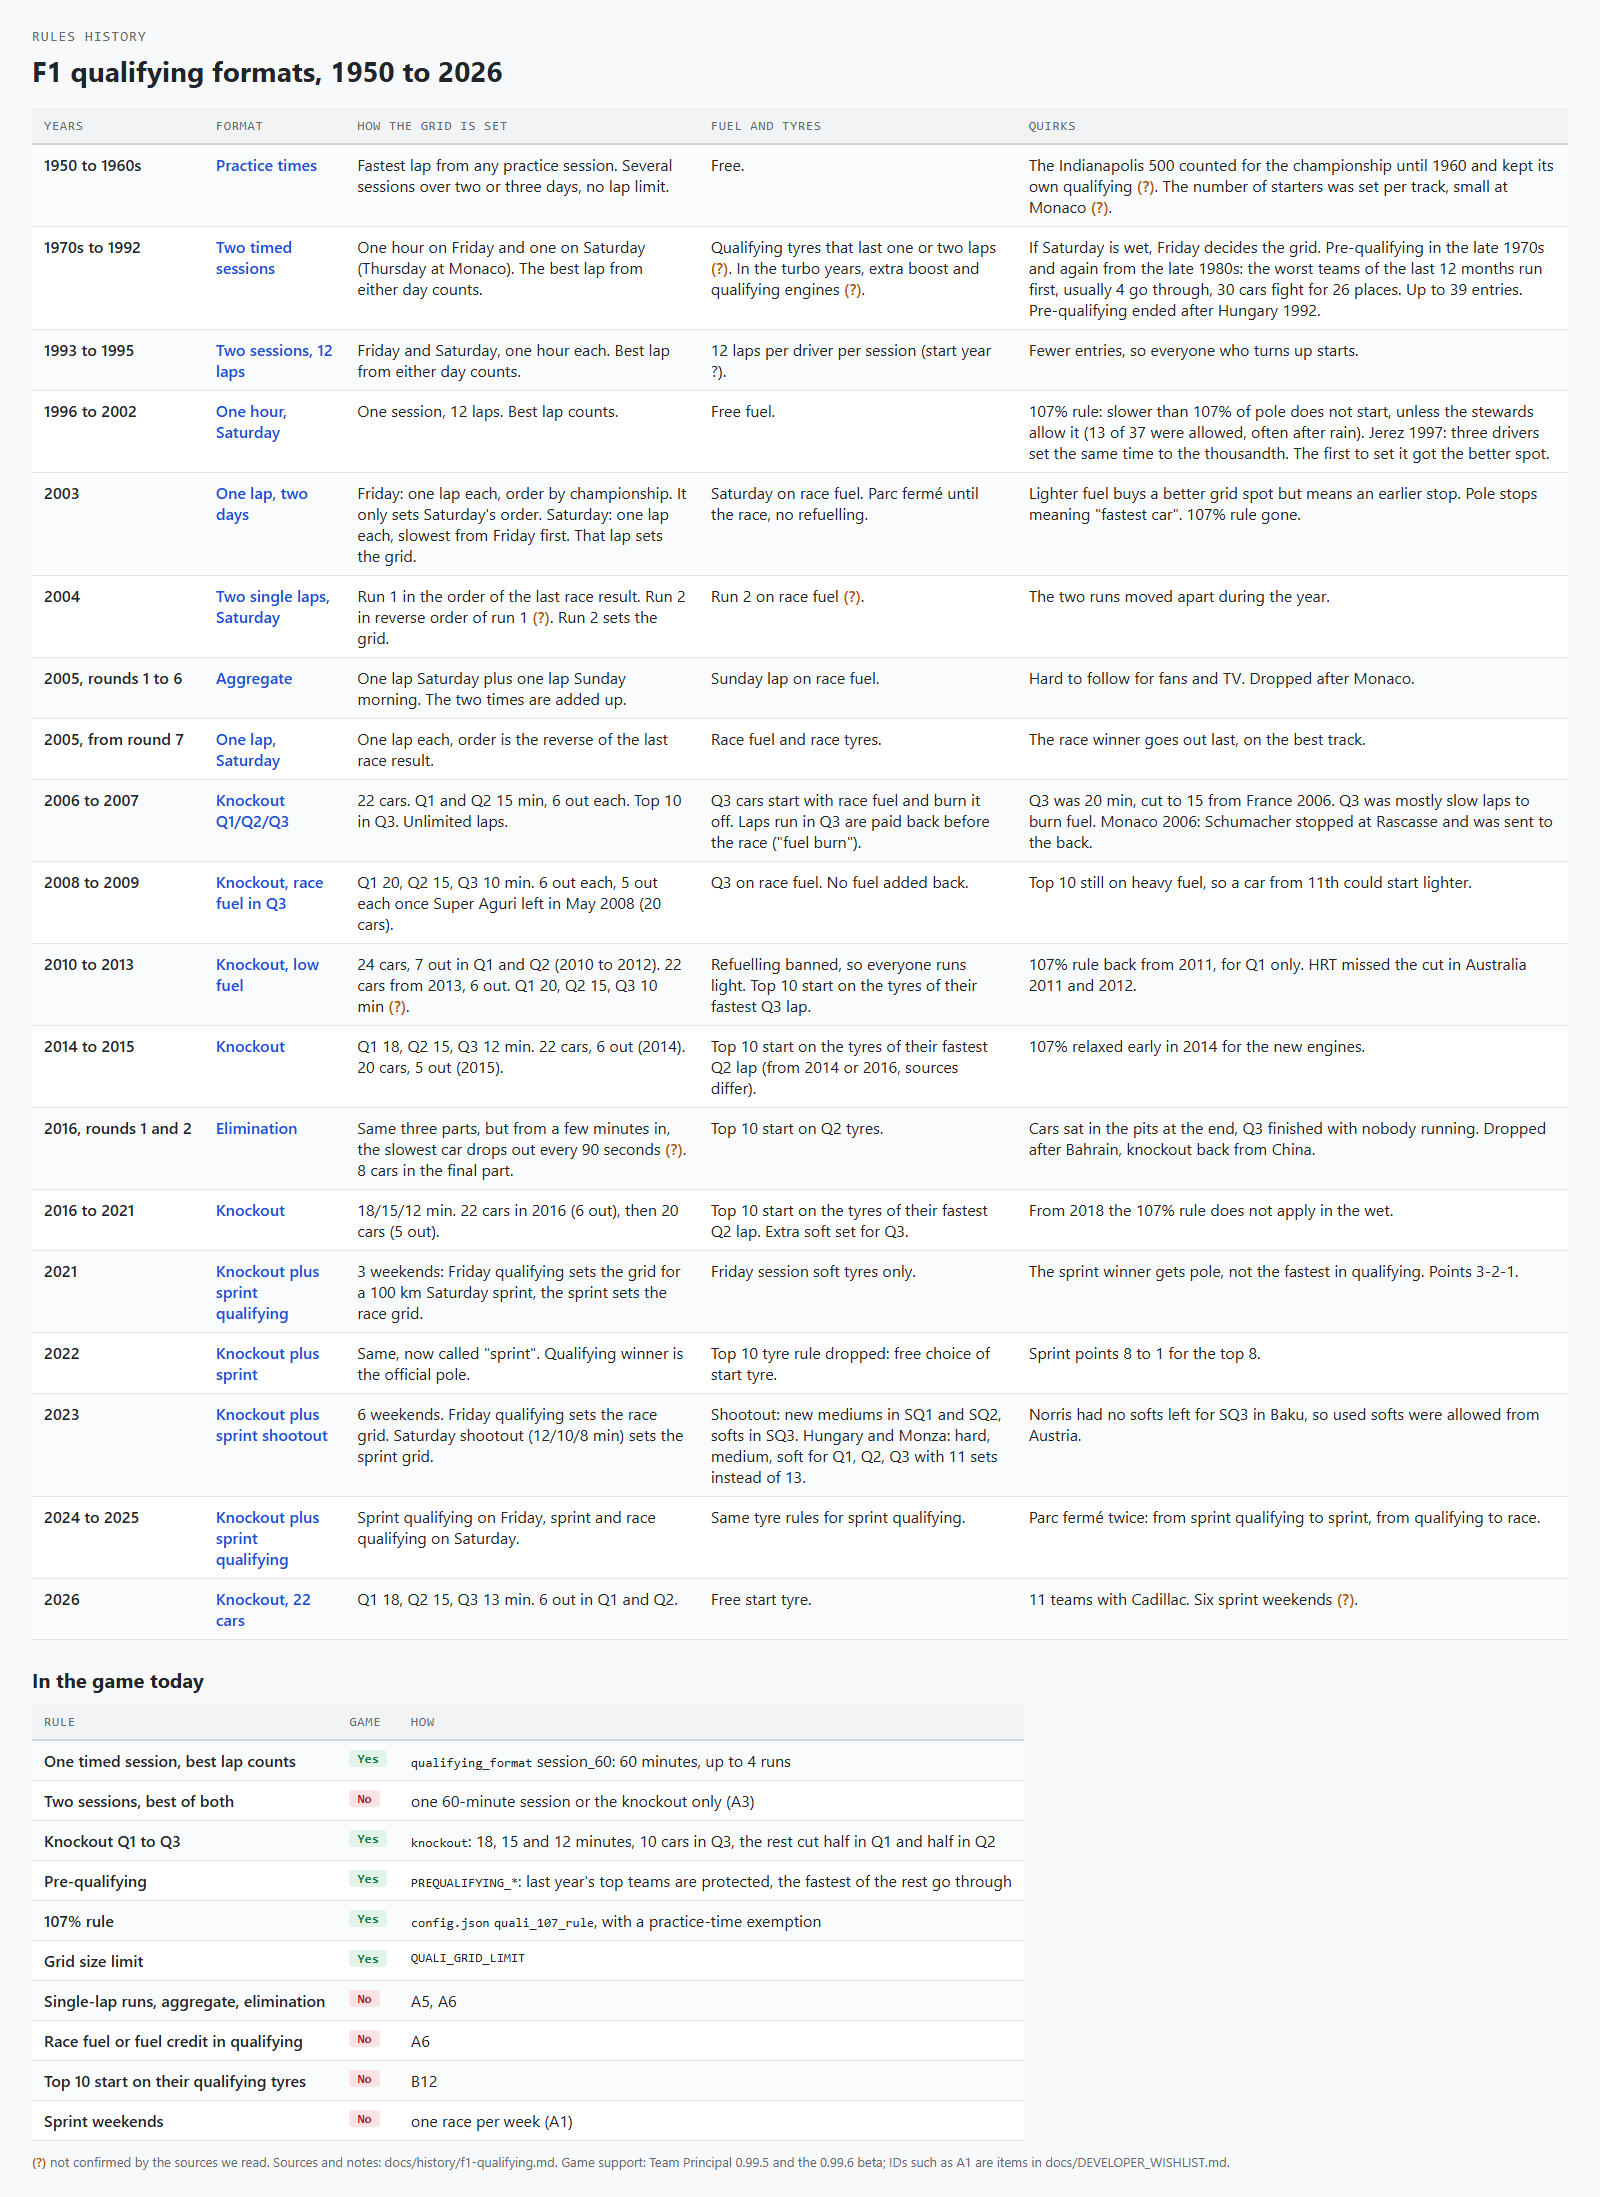 RULES HISTORY
F1 qualifying formats, 1950 to 2026
YEARS FORMAT HOW THE GRID IS SET FUEL AND TYRES QUIRKS
1950 to 1960s
Practice times
Fastest lap from any practice session. Several
sessions over two or three days, no lap limit.
Free.
The Indianapolis 500 counted for the championship until 1960 and kept its
own qualifying (?). The number of starters was set per track, small at
Monaco (?).
1970s to 1992
Two timed
sessions
One hour on Friday and one on Saturday
(Thursday at Monaco). The best lap from
either day counts.
Qualifying tyres that last one or two laps
(?). In the turbo years, extra boost and
qualifying engines (?).
If Saturday is wet, Friday decides the grid. Pre-qualifying in the late 1970s
and again from the late 1980s: the worst teams of the last 12 months run
first, usually 4 go through, 30 cars fight for 26 places. Up to 39 entries.
Pre-qualifying ended after Hungary 1992.
1993 to 1995
Two sessions, 12
laps
Friday and Saturday, one hour each. Best lap
from either day counts.
12 laps per driver per session (start year
?).
Fewer entries, so everyone who turns up starts.
1996 to 2002
One hour,
Saturday
One session, 12 laps. Best lap counts.
Free fuel.
107% rule: slower than 107% of pole does not start, unless the stewards
allow it (13 of 37 were allowed, often after rain). Jerez 1997: three drivers
set the same time to the thousandth. The first to set it got the better spot.
2003
One lap, two
days
Friday: one lap each, order by championship. It
only sets Saturday's order. Saturday: one lap
each, slowest from Friday first. That lap sets
the grid.
Saturday on race fuel. Parc fermé until
the race, no refuelling.
Lighter fuel buys a better grid spot but means an earlier stop. Pole stops
meaning "fastest car". 107% rule gone.
2004
Two single laps,
Saturday
Run 1 in the order of the last race result. Run 2
in reverse order of run 1 (?). Run 2 sets the
grid.
Run 2 on race fuel (?).
The two runs moved apart during the year.
2005, rounds 1 to 6
Aggregate
One lap Saturday plus one lap Sunday
morning. The two times are added up.
Sunday lap on race fuel.
Hard to follow for fans and TV. Dropped after Monaco.
2005, from round 7
One lap,
Saturday
One lap each, order is the reverse of the last
race result.
Race fuel and race tyres.
The race winner goes out last, on the best track.
2006 to 2007
Knockout
Q1/Q2/Q3
22 cars. Q1 and Q2 15 min, 6 out each. Top 10
in Q3. Unlimited laps.
Q3 cars start with race fuel and burn it
off. Laps run in Q3 are paid back before
the race ("fuel burn").
Q3 was 20 min, cut to 15 from France 2006. Q3 was mostly slow laps to
burn fuel. Monaco 2006: Schumacher stopped at Rascasse and was sent to
the back.
2008 to 2009
Knockout, race
fuel in Q3
Q1 20, Q2 15, Q3 10 min. 6 out each, 5 out
each once Super Aguri left in May 2008 (20
cars).
Q3 on race fuel. No fuel added back.
Top 10 still on heavy fuel, so a car from 11th could start lighter.
2010 to 2013
Knockout, low
fuel
24 cars, 7 out in Q1 and Q2 (2010 to 2012). 22
cars from 2013, 6 out. Q1 20, Q2 15, Q3 10
min (?).
Refuelling banned, so everyone runs
light. Top 10 start on the tyres of their
fastest Q3 lap.
107% rule back from 2011, for Q1 only. HRT missed the cut in Australia
2011 and 2012.
2014 to 2015
Knockout
Q1 18, Q2 15, Q3 12 min. 22 cars, 6 out (2014).
20 cars, 5 out (2015).
Top 10 start on the tyres of their fastest
Q2 lap (from 2014 or 2016, sources
differ).
107% relaxed early in 2014 for the new engines.
2016, rounds 1 and 2
Elimination
Same three parts, but from a few minutes in,
the slowest car drops out every 90 seconds (?).
8 cars in the final part.
Top 10 start on Q2 tyres.
Cars sat in the pits at the end, Q3 finished with nobody running. Dropped
after Bahrain, knockout back from China.
2016 to 2021
Knockout
18/15/12 min. 22 cars in 2016 (6 out), then 20
cars (5 out).
Top 10 start on the tyres of their fastest
Q2 lap. Extra soft set for Q3.
From 2018 the 107% rule does not apply in the wet.
2021
Knockout plus
sprint
qualifying
3 weekends: Friday qualifying sets the grid for
a 100 km Saturday sprint, the sprint sets the
race grid.
Friday session soft tyres only.
The sprint winner gets pole, not the fastest in qualifying. Points 3-2-1.
2022
Knockout plus
sprint
Same, now called "sprint". Qualifying winner is
the official pole.
Top 10 tyre rule dropped: free choice of
start tyre.
Sprint points 8 to 1 for the top 8.
2023
Knockout plus
sprint shootout
6 weekends. Friday qualifying sets the race
grid. Saturday shootout (12/10/8 min) sets the
sprint grid.
Shootout: new mediums in SQ1 and SQ2,
softs in SQ3. Hungary and Monza: hard,
medium, soft for Q1, Q2, Q3 with 11 sets
instead of 13.
Norris had no softs left for SQ3 in Baku, so used softs were allowed from
Austria.
2024 to 2025
Knockout plus
sprint
qualifying
Sprint qualifying on Friday, sprint and race
qualifying on Saturday.
Same tyre rules for sprint qualifying.
Parc fermé twice: from sprint qualifying to sprint, from qualifying to race.
2026
Knockout, 22
cars
Q1 18, Q2 15, Q3 13 min. 6 out in Q1 and Q2.
Free start tyre.
11 teams with Cadillac. Six sprint weekends (?).
In the game today
RULE GAME HOW
One timed session, best lap counts Yes qualifying_format session_60: 60 minutes, up to 4 runs
Two sessions, best of both No one 60-minute session or the knockout only (A3)
Knockout Q1 to Q3 Yes knockout: 18, 15 and 12 minutes, 10 cars in Q3, the rest cut half in Q1 and half in Q2
Pre-qualifying Yes PREQUALIFYING_*: last year's top teams are protected, the fastest of the rest go through
107% rule Yes config.json quali_107_rule, with a practice-time exemption
Grid size limit Yes QUALI_GRID_LIMIT
Single-lap runs, aggregate, elimination No A5, A6
Race fuel or fuel credit in qualifying No A6
Top 10 start on their qualifying tyres No B12
Sprint weekends No one race per week (A1)
(?) not confirmed by the sources we read. Sources and notes: docs/history/f1-qualifying.md. Game support: Team Principal 0.99.5 and the 0.99.6 beta; IDs such as A1 are items in docs/DEVELOPER_WISHLIST.md.